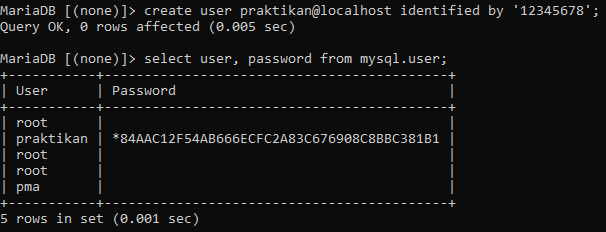 MariaDB [(none)]> create user praktikan@localhost identified by '12345678';
Query OK, 0 rows affected (0.005 sec)
MariaDB [(none)]> select user, password from mysql.user;
+-----------+-------------------------------------------+
| User      | Password                                  |
+-----------+-------------------------------------------+
| root      |                                           |
| praktikan | *84AAC12F54AB666ECFC2A83C676908C8BBC381B1 |
| root      |                                           |
| root      |                                           |
| pma       |                                           |
+-----------+-------------------------------------------+
5 rows in set (0.001 sec)